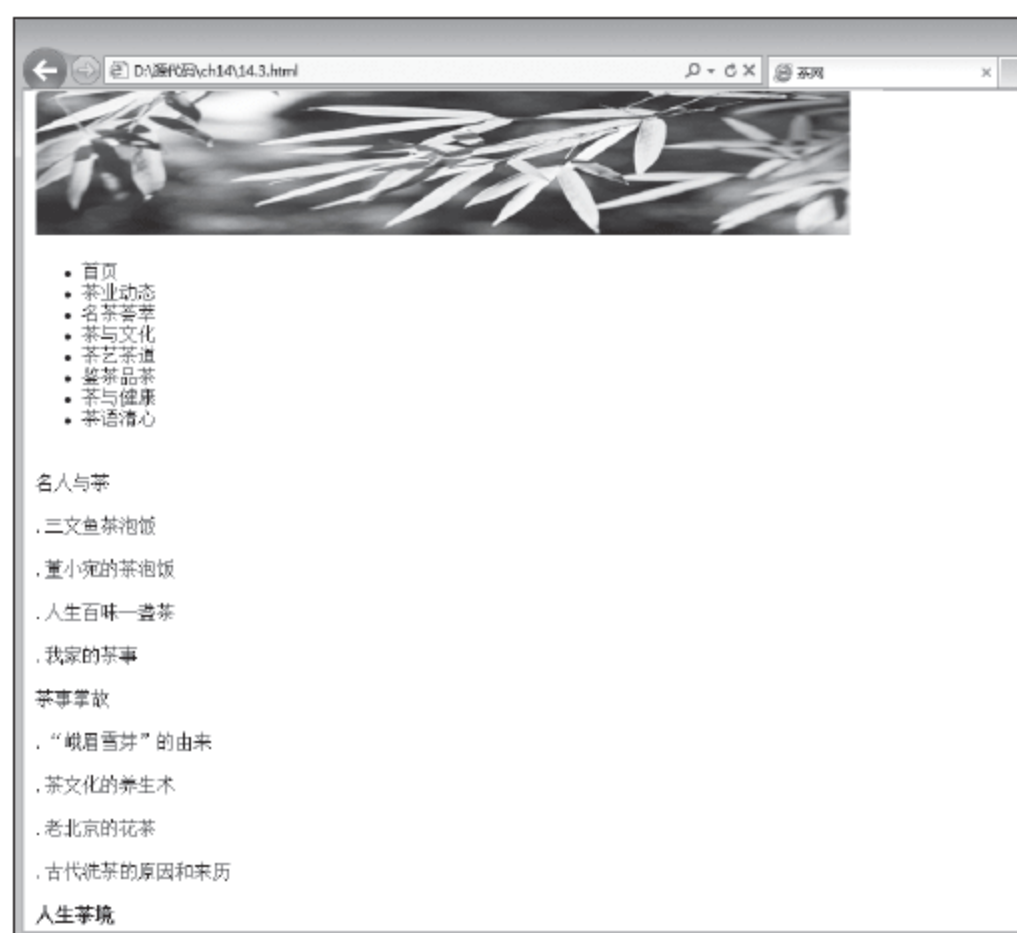 D:\源代码\ch14\14.3.html
茶网
首页
茶业动态
名茶荟萃
茶与文化
茶艺茶道
鉴茶品茶
茶与健康
茶语清心
名人与茶
. 三文鱼茶泡饭
. 董小宛的茶泡饭
. 人生百味一盏茶
. 我家的茶事
茶事掌故
. “峨眉雪芽”的由来
. 茶文化的养生术
. 老北京的花茶
. 古代洗茶的原因和来历
人生茶境